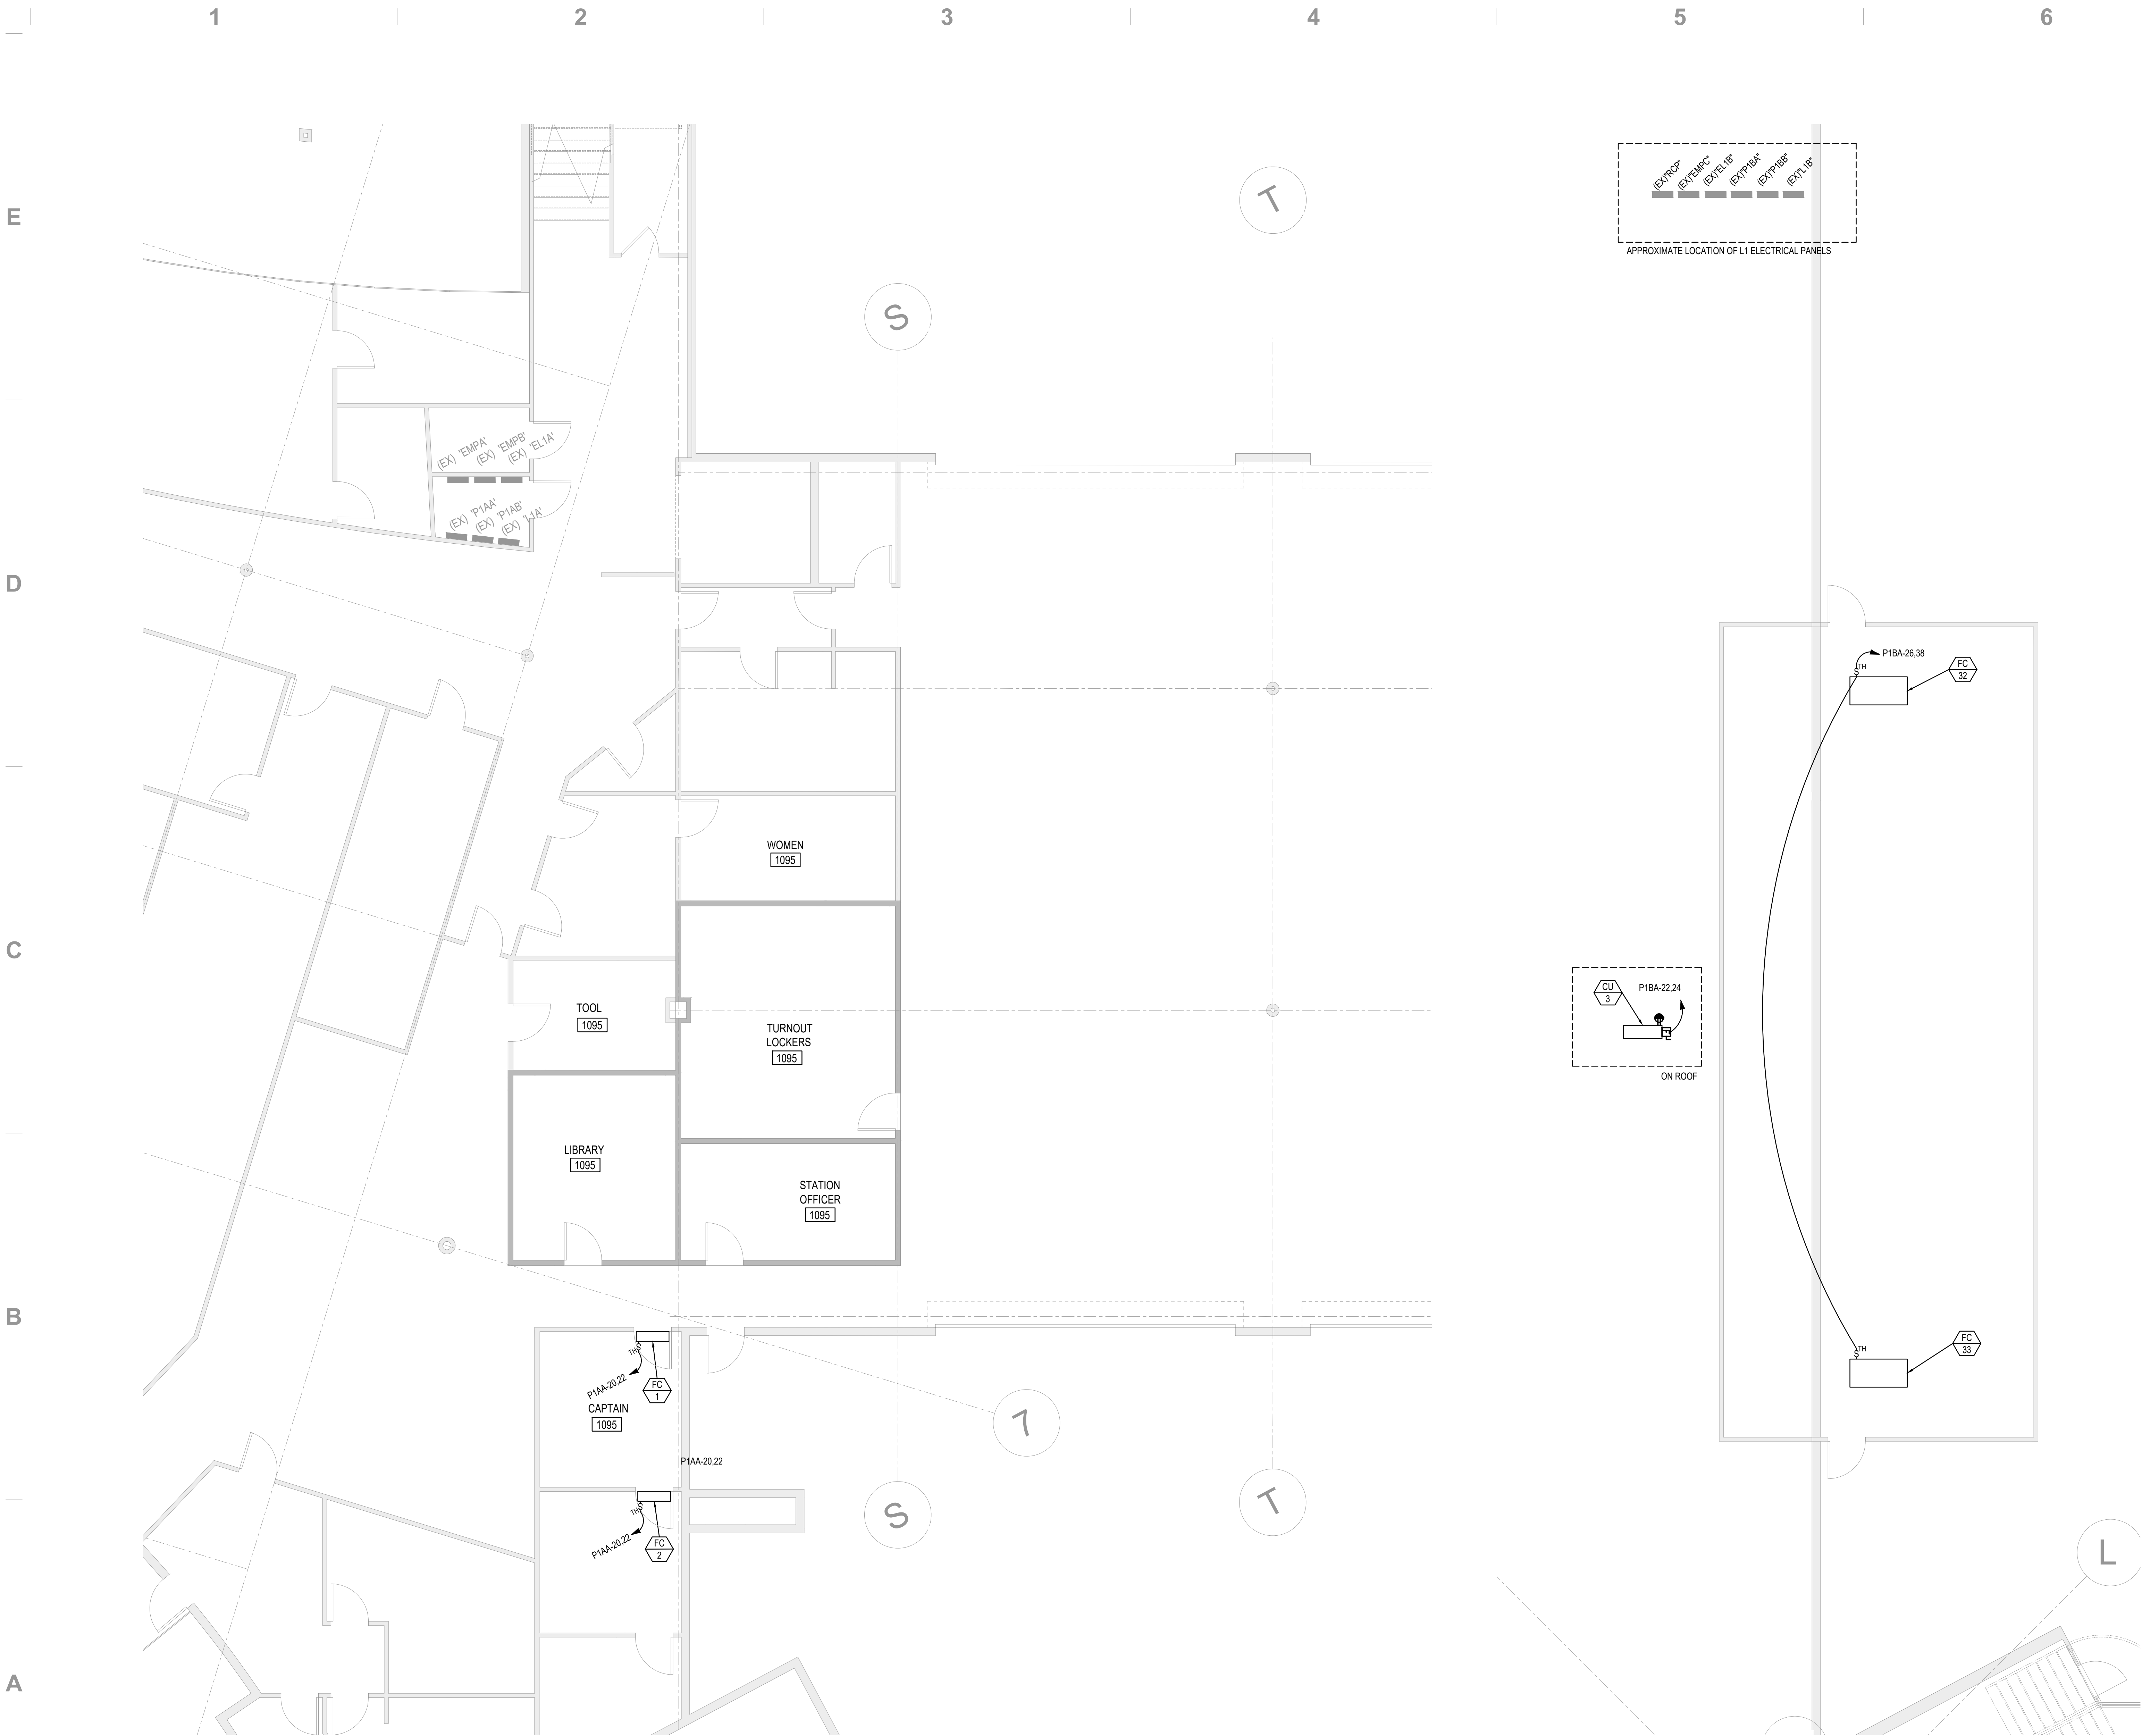 1 2 3 4 5 6
E
D
C
B
A
(EX)"RCP"
(EX)"EMPC"
(EX)"EL1B"
(EX)"P1BA"
(EX)"P1BB"
(EX)"L1B"
APPROXIMATE LOCATION OF L1 ELECTRICAL PANELS
T
S
(EX) 'EMPA'
(EX) 'EMPB'
(EX) 'EL1A'
(EX) 'P1AA'
(EX) 'P1AB'
(EX) 'L1A'
P1BA-26,38
S TH
FC
32
WOMEN
1095
TOOL
1095
TURNOUT
LOCKERS
1095
CU
3
P1BA-22,24
ON ROOF
LIBRARY
1095
STATION
OFFICER
1095
TH S
P1AA-20,22
FC
1
CAPTAIN
1095
S TH
FC
33
7
P1AA-20,22
TH S
P1AA-20,22
FC
2
S
T
L